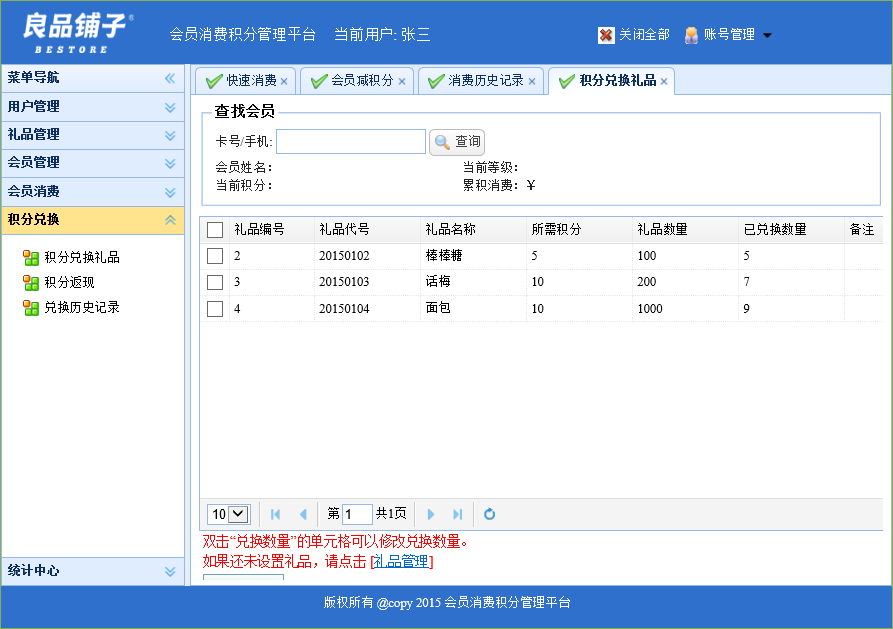 良品铺子®
BESTORE
会员消费积分管理平台 当前用户: 张三
关闭全部 账号管理
菜单导航
用户管理
礼品管理
会员管理
会员消费
积分兑换
积分兑换礼品
积分返现
兑换历史记录
统计中心
快速消费 × 会员减积分 × 消费历史记录 × 积分兑换礼品 ×
查找会员
卡号/手机: 查询
会员姓名: 当前等级:
当前积分: 累积消费: ￥
礼品编号 礼品代号 礼品名称 所需积分 礼品数量 已兑换数量 备注
2 20150102 棒棒糖 5 100 5
3 20150103 话梅 10 200 7
4 20150104 面包 10 1000 9
10 第 1 共1页
双击“兑换数量”的单元格可以修改兑换数量。
如果还未设置礼品，请点击 [礼品管理]
版权所有 @copy 2015 会员消费积分管理平台